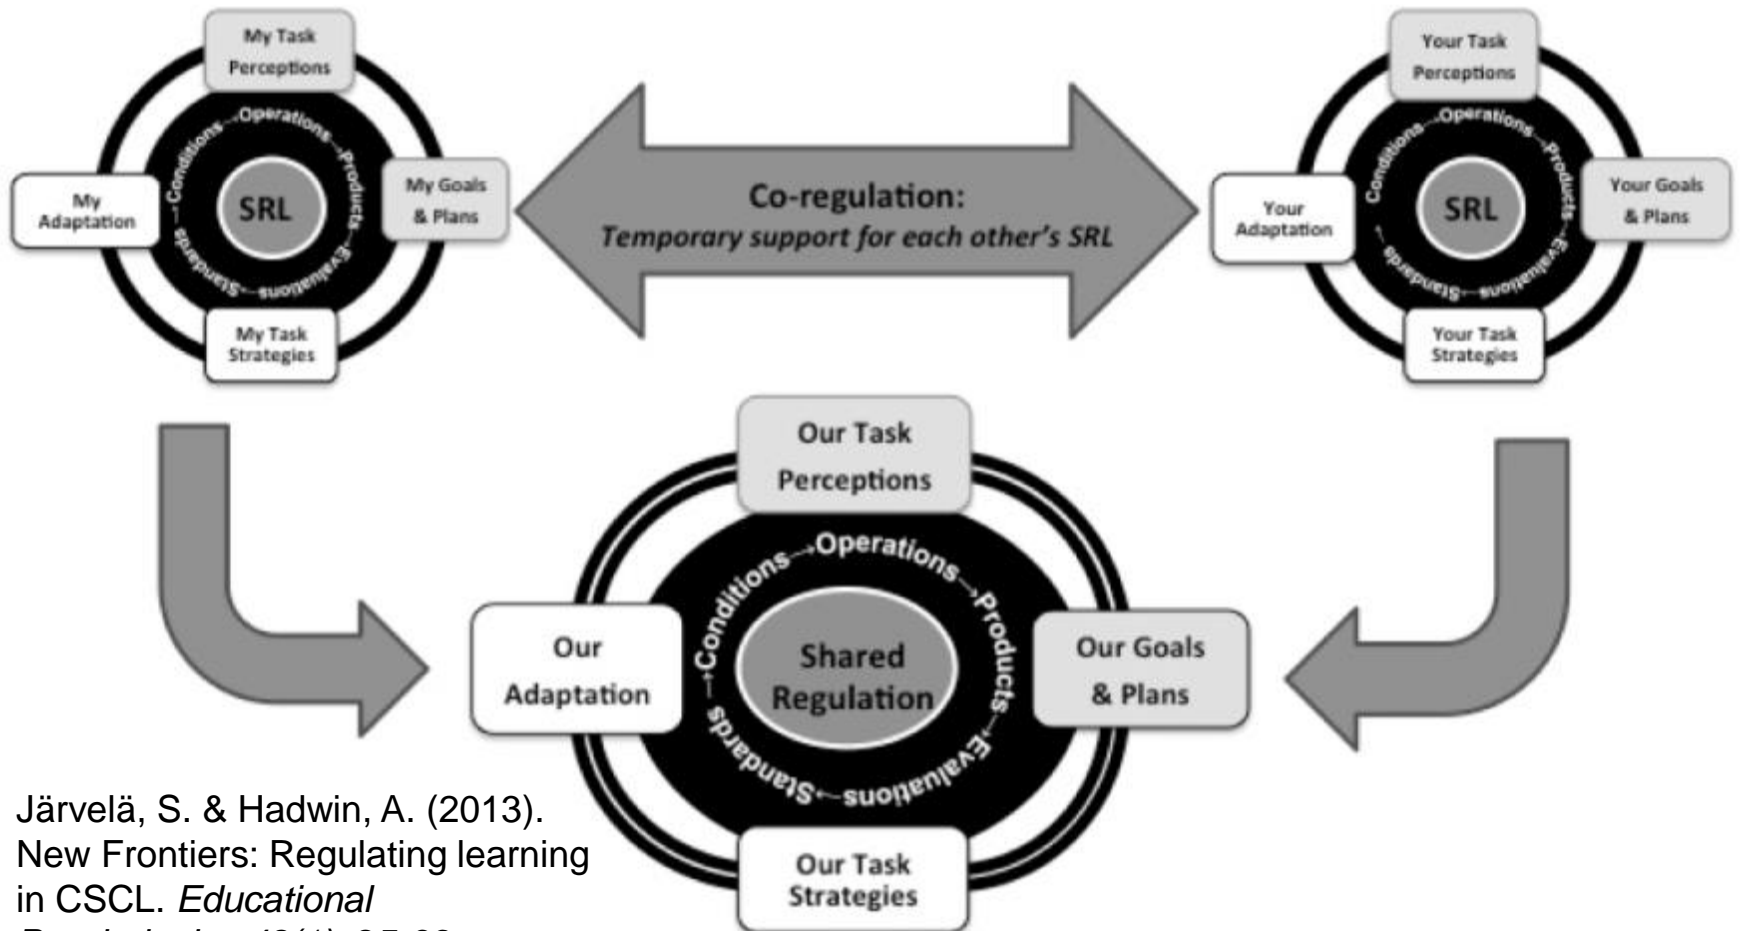 My Task
Perceptions
Conditions→Operations→Products→Evaluations→Standards→
SRL
My
Adaptation
My Goals
& Plans
My Task
Strategies
Co-regulation:
Temporary support for each other's SRL
Your Task
Perceptions
Conditions→Operations→Products→Evaluations→Standards→
SRL
Your
Adaptation
Your Goals
& Plans
Your Task
Strategies
Our Task
Perceptions
Conditions→Operations→Products→Evaluations→Standards→
Shared
Regulation
Our
Adaptation
Our Goals
& Plans
Our Task
Strategies
Järvelä, S. & Hadwin, A. (2013).
New Frontiers: Regulating learning
in CSCL. Educational